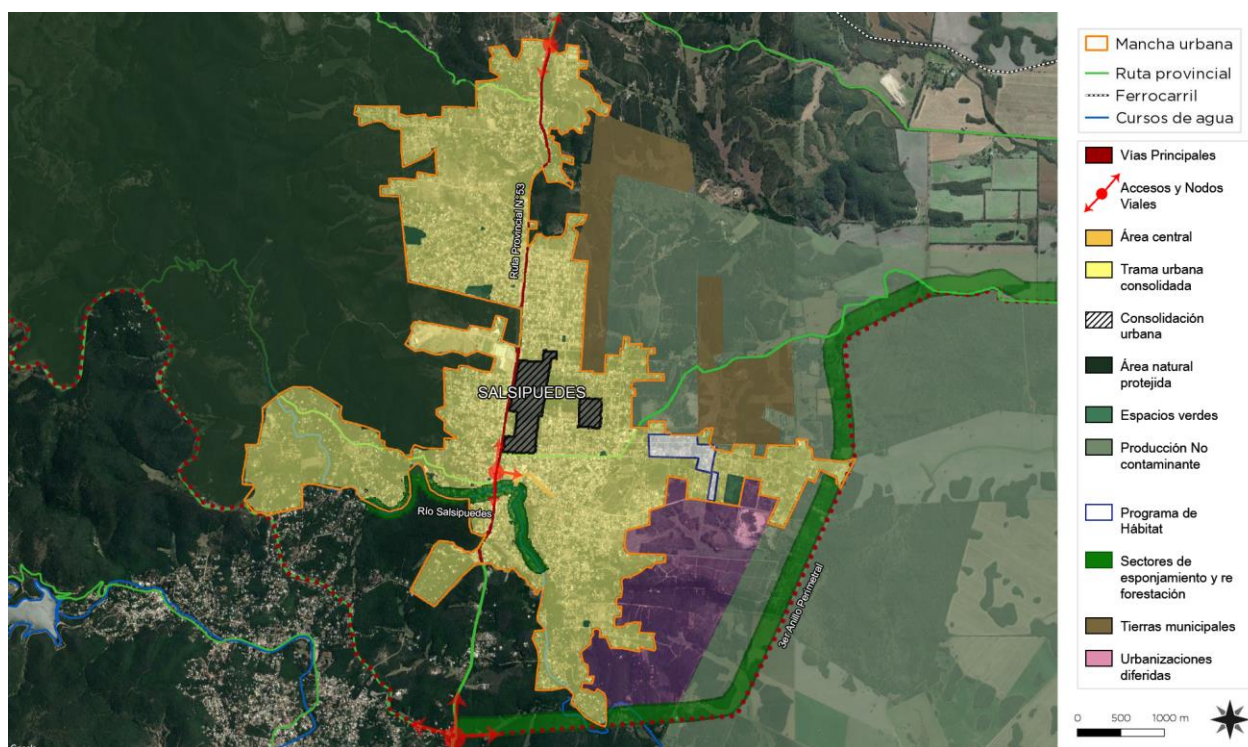 Ruta Provincial N°53
SALSIPUEDES
Río Salsipuedes
3er Anillo Perimetral
Mancha urbana
Ruta provincial
Ferrocarril
Cursos de agua
Vías Principales
Accesos y Nodos
Viales
Área central
Trama urbana
consolidada
Consolidación
urbana
Área natural
protejida
Espacios verdes
Producción No
contaminante
Programa de
Hábitat
Sectores de
esponjamiento y re
forestación
Tierras municipales
Urbanizaciones
diferidas
0 500 1000 m